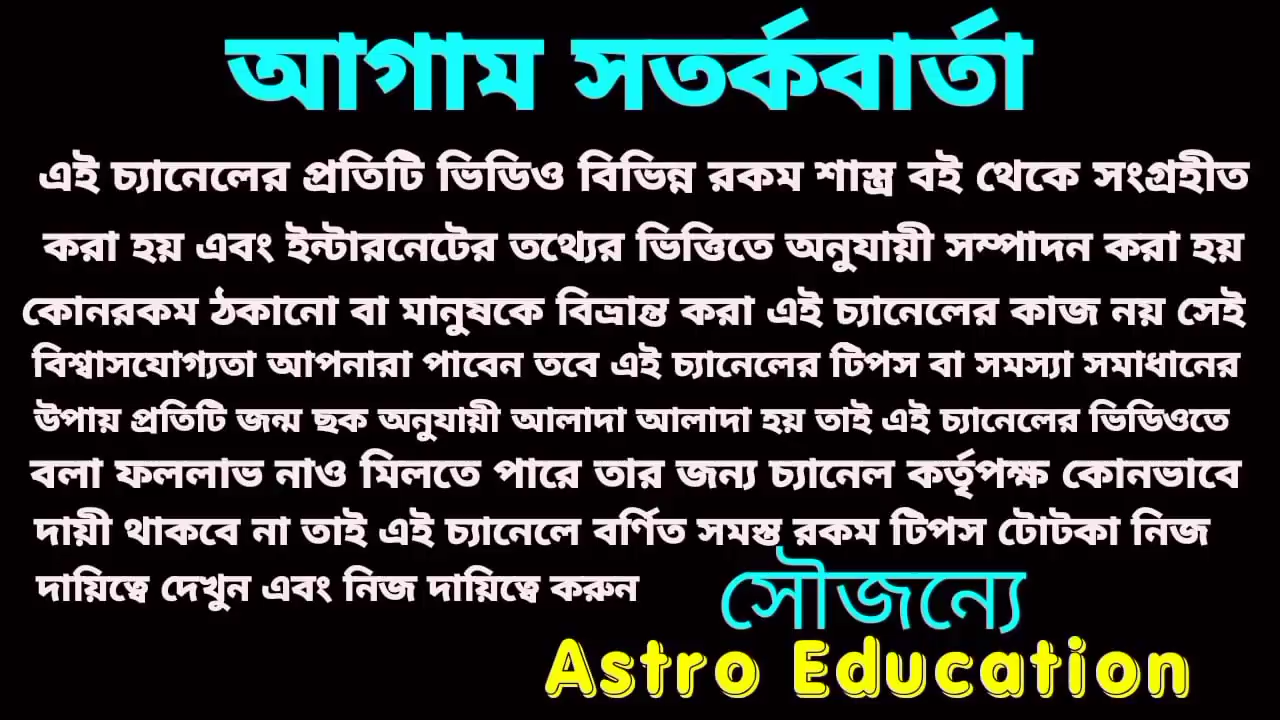 আগাম সতর্কবার্তা
এই চ্যানেলের প্রতিটি ভিডিও বিভিন্ন রকম শাস্ত্র বই থেকে সংগ্রহীত
করা হয় এবং ইন্টারনেটের তথ্যের ভিত্তিতে অনুযায়ী সম্পাদন করা হয়
কোনরকম ঠকানো বা মানুষকে বিভ্রান্ত করা এই চ্যানেলের কাজ নয় সেই
বিশ্বাসযোগ্যতা আপনারা পাবেন তবে এই চ্যানেলের টিপস বা সমস্যা সমাধানের
উপায় প্রতিটি জন্ম ছক অনুযায়ী আলাদা আলাদা হয় তাই এই চ্যানেলের ভিডিওতে
বলা ফললাভ নাও মিলতে পারে তার জন্য চ্যানেল কর্তৃপক্ষ কোনভাবে
দায়ী থাকবে না তাই এই চ্যানেলে বর্ণিত সমস্ত রকম টিপস টোটকা নিজ
দায়িত্বে দেখুন এবং নিজ দায়িত্বে করুন
সৌজন্যে
Astro Education